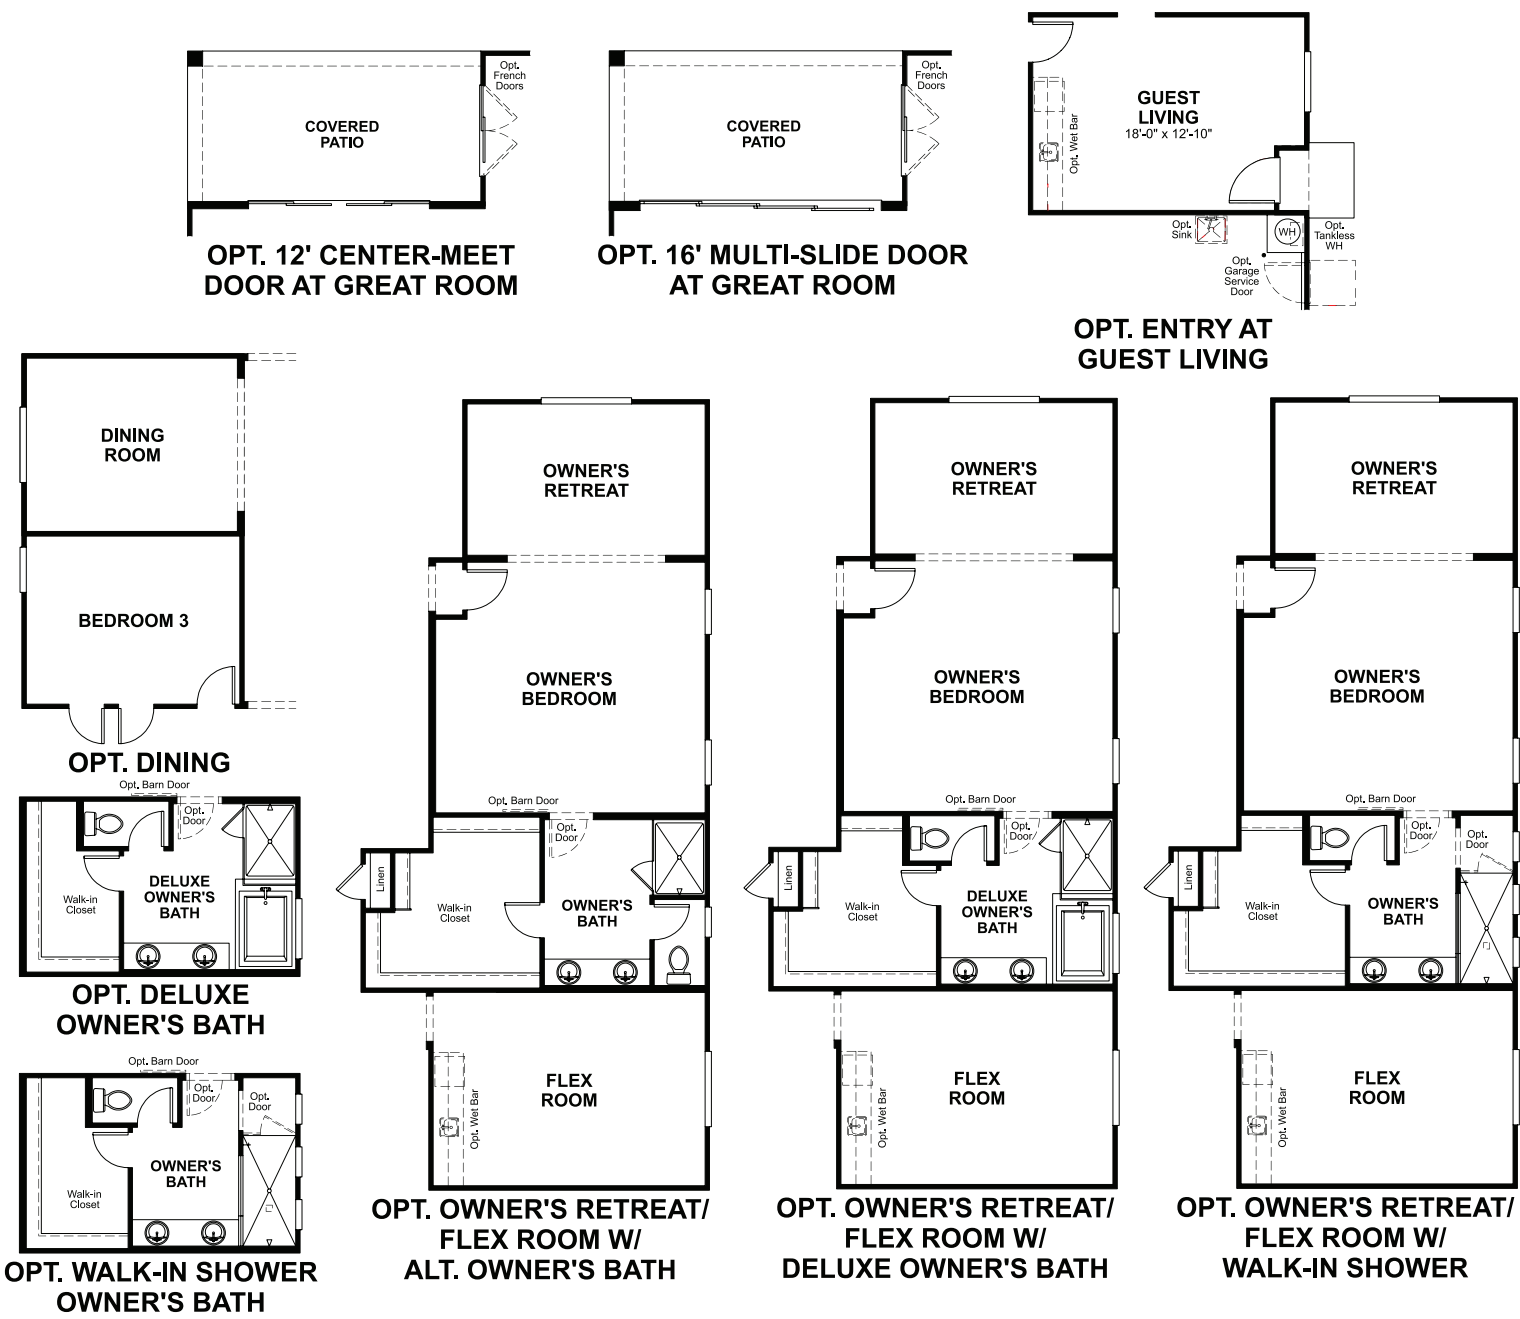 Opt.
French
Doors
COVERED
PATIO
OPT. 12' CENTER-MEET
DOOR AT GREAT ROOM
Opt.
French
Doors
COVERED
PATIO
OPT. 16' MULTI-SLIDE DOOR
AT GREAT ROOM
GUEST
LIVING
18'-0" x 12'-10"
Opt. Wet Bar
Opt.
Sink
WH
Opt.
Tankless
WH
Opt.
Garage
Service
Door
OPT. ENTRY AT
GUEST LIVING
DINING
ROOM
BEDROOM 3
OPT. DINING
Opt. Barn Door
Opt.
Door
DELUXE
OWNER'S
BATH
Walk-in
Closet
OPT. DELUXE
OWNER'S BATH
Opt. Barn Door
Opt.
Door
Opt.
Door
OWNER'S
BATH
Walk-in
Closet
OPT. WALK-IN SHOWER
OWNER'S BATH
OWNER'S
RETREAT
OWNER'S
BEDROOM
Opt. Barn Door
Opt.
Door
Linen
Walk-in
Closet
OWNER'S
BATH
FLEX
ROOM
Opt. Wet Bar
OPT. OWNER'S RETREAT/
FLEX ROOM W/
ALT. OWNER'S BATH
OWNER'S
RETREAT
OWNER'S
BEDROOM
Opt. Barn Door
Opt.
Door
Linen
Walk-in
Closet
DELUXE
OWNER'S
BATH
FLEX
ROOM
Opt. Wet Bar
OPT. OWNER'S RETREAT/
FLEX ROOM W/
DELUXE OWNER'S BATH
OWNER'S
RETREAT
OWNER'S
BEDROOM
Opt. Barn Door
Opt.
Door
Opt.
Door
Linen
Walk-in
Closet
OWNER'S
BATH
FLEX
ROOM
Opt. Wet Bar
OPT. OWNER'S RETREAT/
FLEX ROOM W/
WALK-IN SHOWER